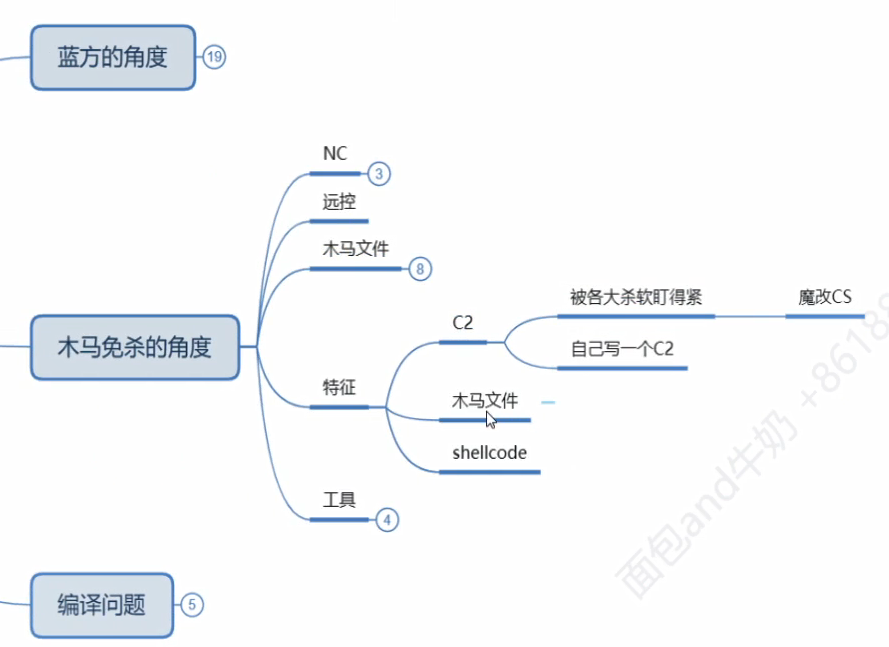 蓝方的角度
19
NC
3
远控
木马文件
8
木马免杀的角度
特征
C2
被各大杀软盯得紧
魔改CS
自己写一个C2
木马文件
shellcode
工具
4
编译问题
5
面包and牛奶 +86188